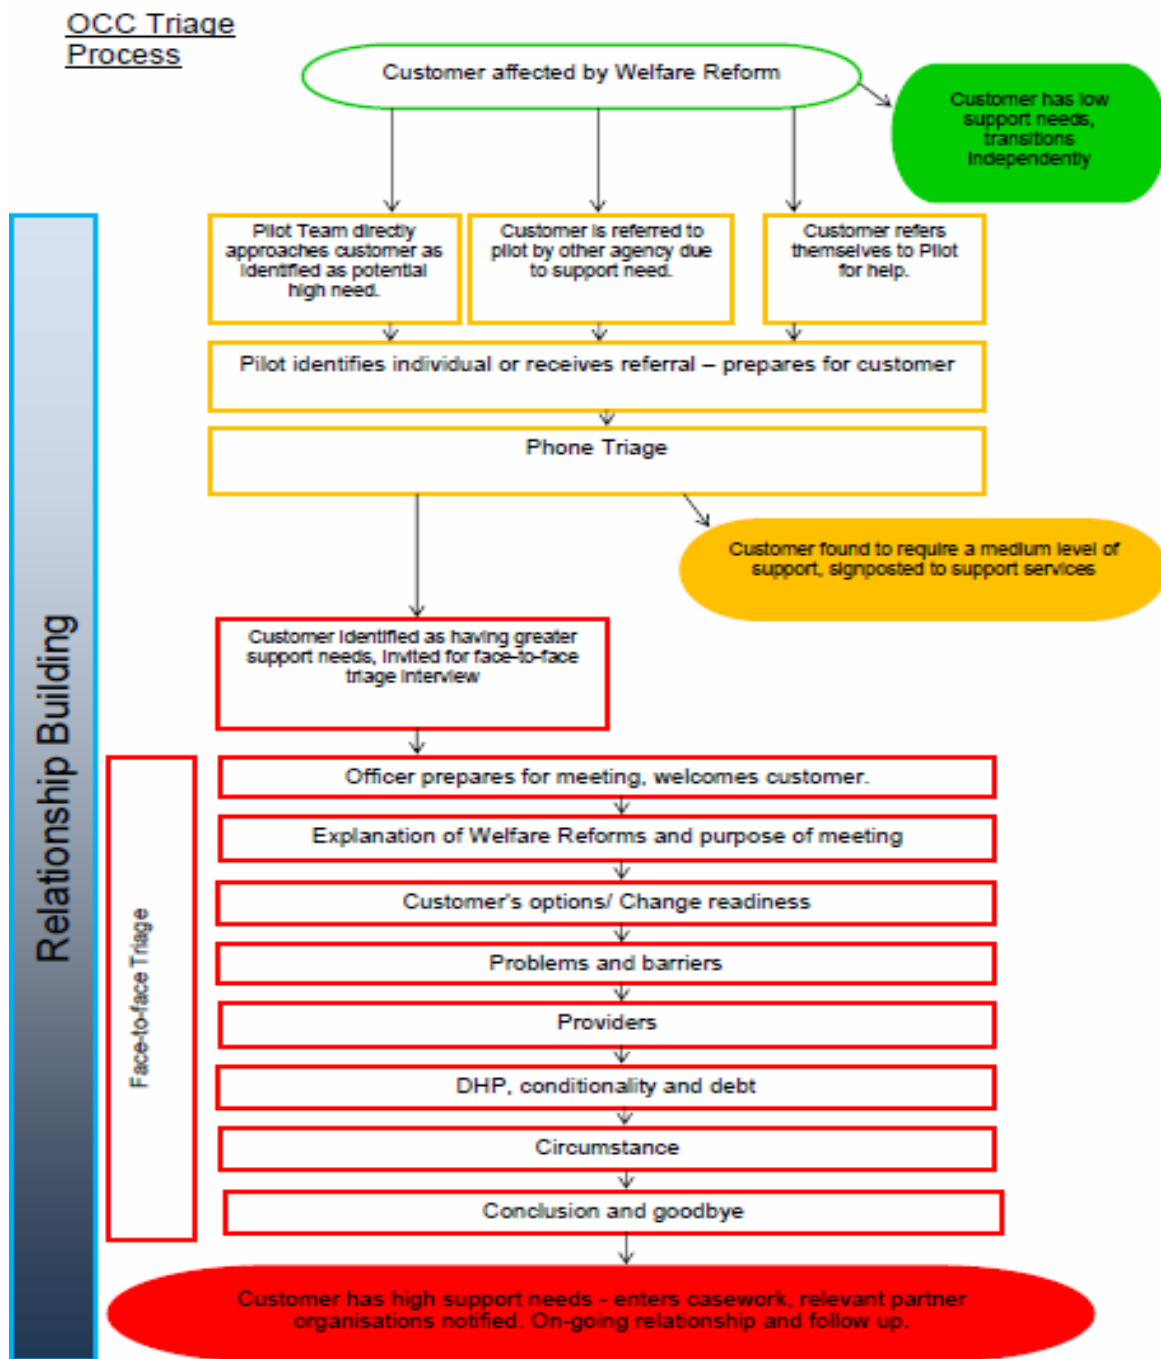 OCC Triage
Process
Customer affected by Welfare Reform
Customer has low
support needs,
transitions
Independently
Pilot Team directly
approaches customer as
Identified as potential
high need.
Customer is referred to
pilot by other agency due
to support need.
Customer refers
themselves to Pilot
for help.
Pilot identifies individual or receives referral – prepares for customer
Phone Triage
Customer found to require a medium level of
support, signposted to support services
Customer identified as having greater
support needs, invited for face-to-face
triage interview
Relationship Building
Face-to-face Triage
Officer prepares for meeting, welcomes customer.
Explanation of Welfare Reforms and purpose of meeting
Customer's options/ Change readiness
Problems and barriers
Providers
DHP, conditionality and debt
Circumstance
Conclusion and goodbye
Customer has high support needs - enters casework, relevant partner
organisations notified. On-going relationship and follow up.